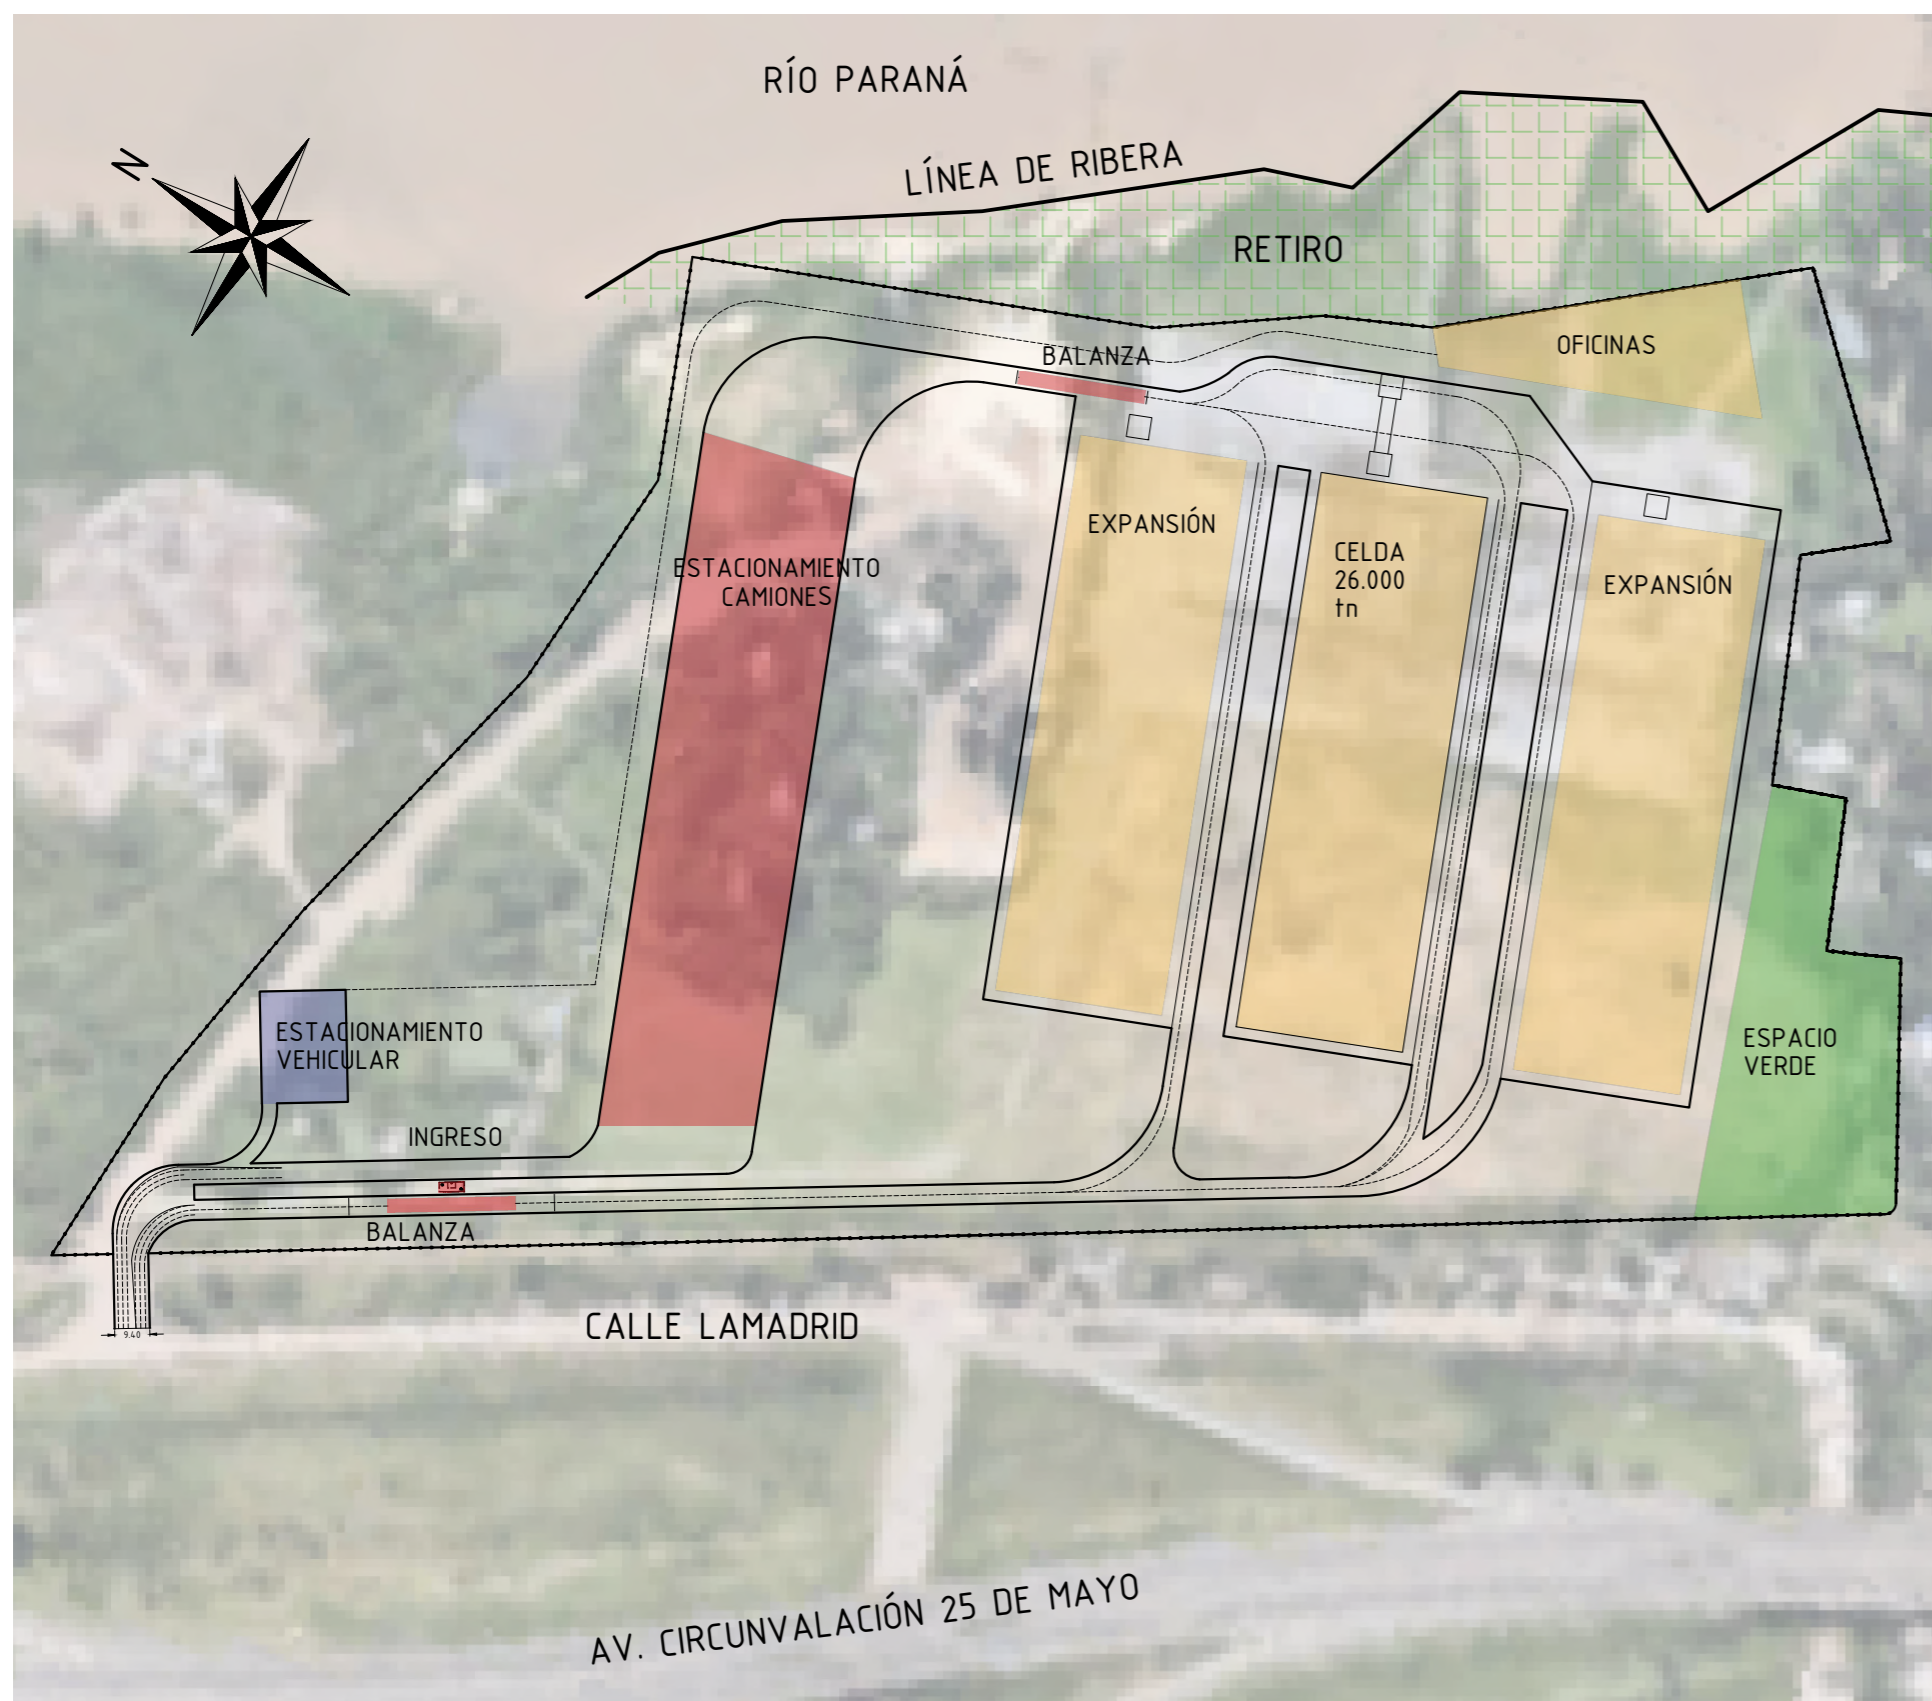 RÍO PARANÁ
LÍNEA DE RIBERA
N
RETIRO
OFICINAS
BALANZA
EXPANSIÓN
CELDA
26.000
tn
EXPANSIÓN
ESTACIONAMIENTO
CAMIONES
ESTACIONAMIENTO
VEHICULAR
ESPACIO
VERDE
INGRESO
BALANZA
9.40
CALLE LAMADRID
AV. CIRCUNVALACIÓN 25 DE MAYO